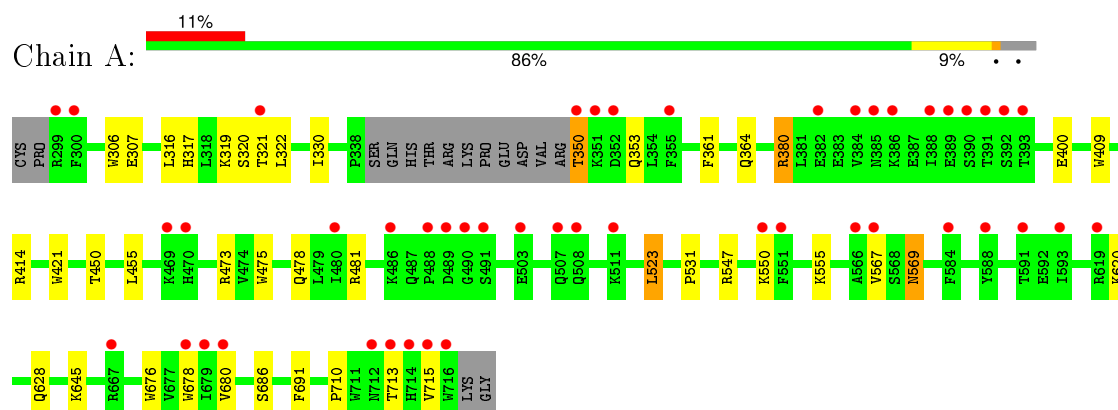 11%
Chain A:
86% 9% • •
CYS PRO R299 F300 W306 E307 L316 H317 L318 K319 S320 T321 L322 I330 P338 SER GLN HIS THR ARG LYS PRO GLU ASP VAL ARG T350 K351 D352 Q353 L354 F355 F361 Q364 R380 L381 E382 E383 V384 N385 K386 E387 I388 E389 S390 T391 S392 T393 E400 W409
R414 W421 T450 L455 K469 H470 R473 V474 W475 Q478 L479 I480 R481 K486 Q487 P488 D489 G490 S491 E503 Q507 Q508 K511 L523 P531 R547 K550 F551 K555 A566 V567 S568 N569 F584 Y588 T591 E592 I593 R619 K620
Q628 K645 R667 W676 V677 W678 I679 V680 S686 F691 P710 W711 N712 T713 H714 V715 W716 LYS GLY